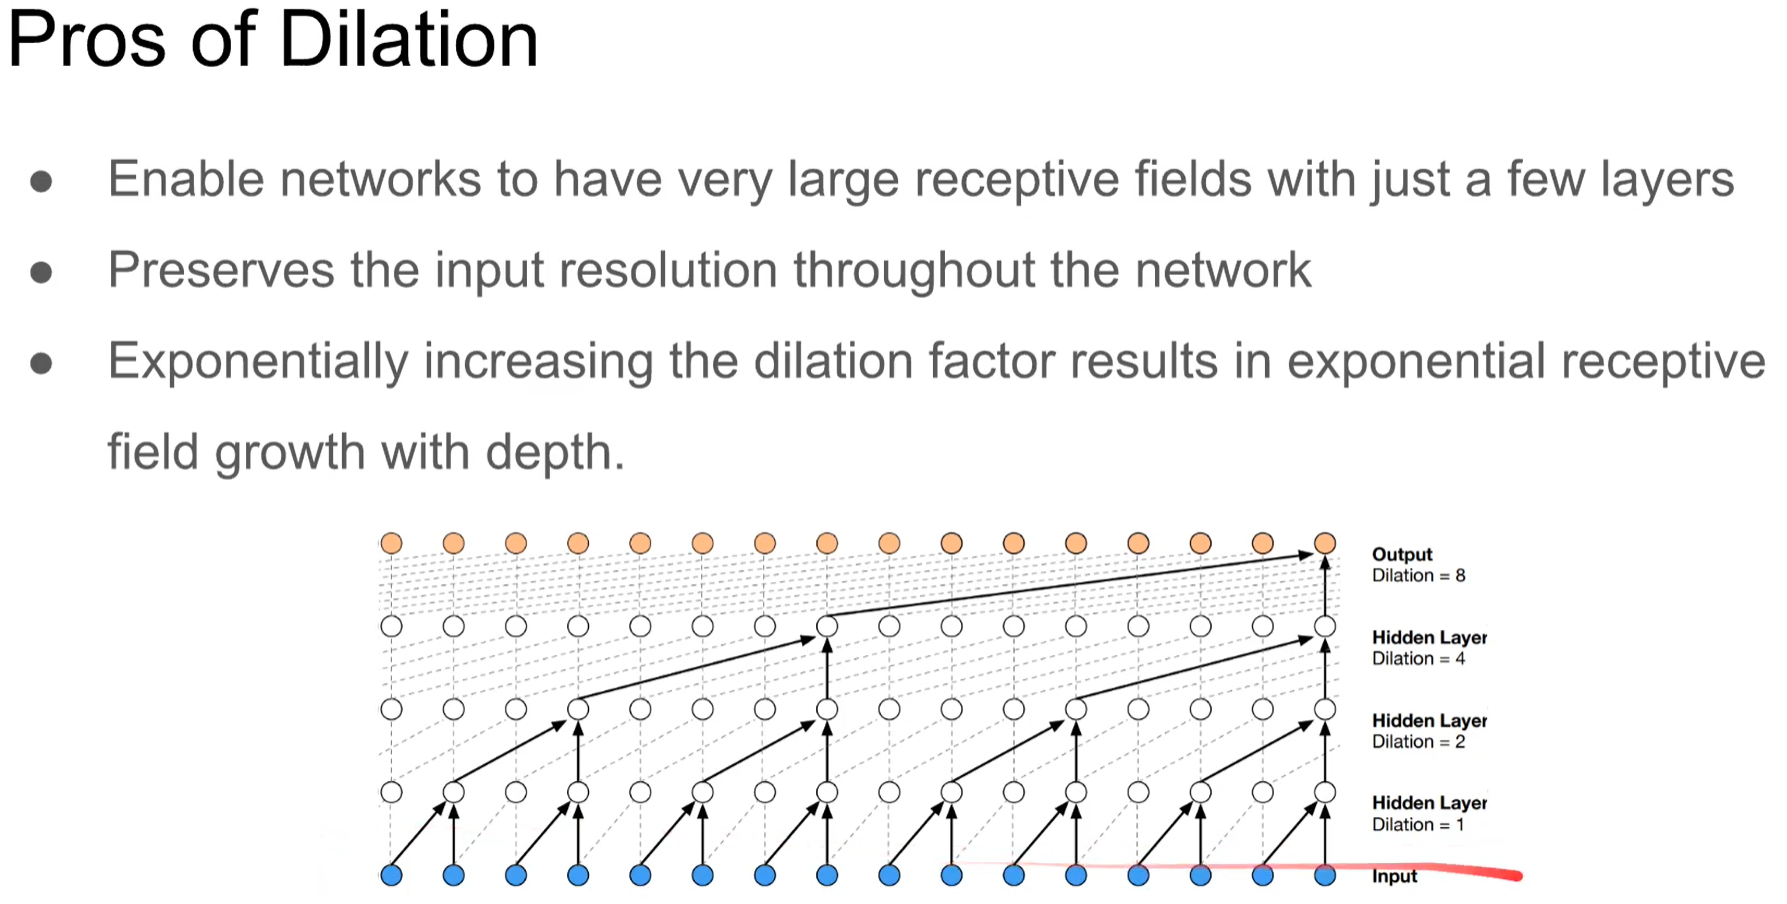 Pros of Dilation
● Enable networks to have very large receptive fields with just a few layers
● Preserves the input resolution throughout the network
● Exponentially increasing the dilation factor results in exponential receptive
field growth with depth.
Output
Dilation = 8
Hidden Layer
Dilation = 4
Hidden Layer
Dilation = 2
Hidden Layer
Dilation = 1
Input